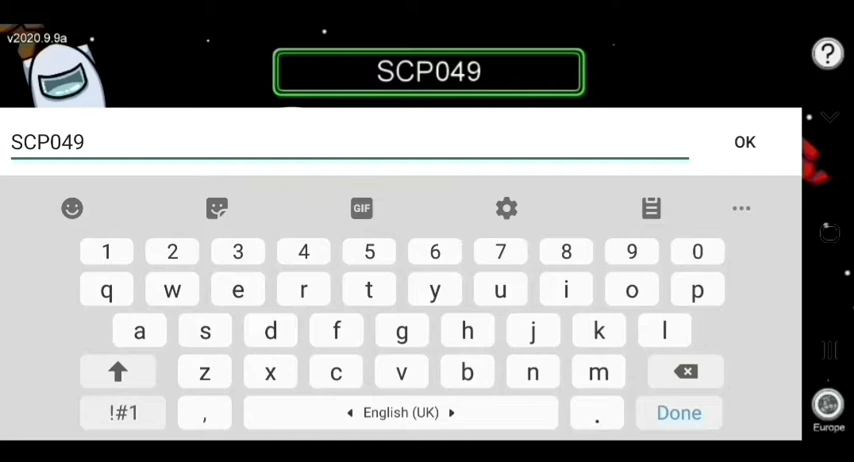 v2020.9.9a
SCP049
?
SCP049
OK
GIF
1 2 3 4 5 6 7 8 9 0
q w e r t y u i o p
a s d f g h j k l
z x c v b n m
!#1 , English (UK) . Done
Europe